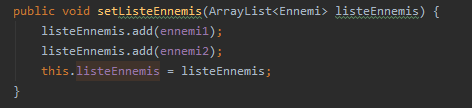 public void setListeEnnemis(ArrayList<Ennemi> listeEnnemis) {
listeEnnemis.add(ennemi1);
listeEnnemis.add(ennemi2);
this.listeEnnemis = listeEnnemis;
}